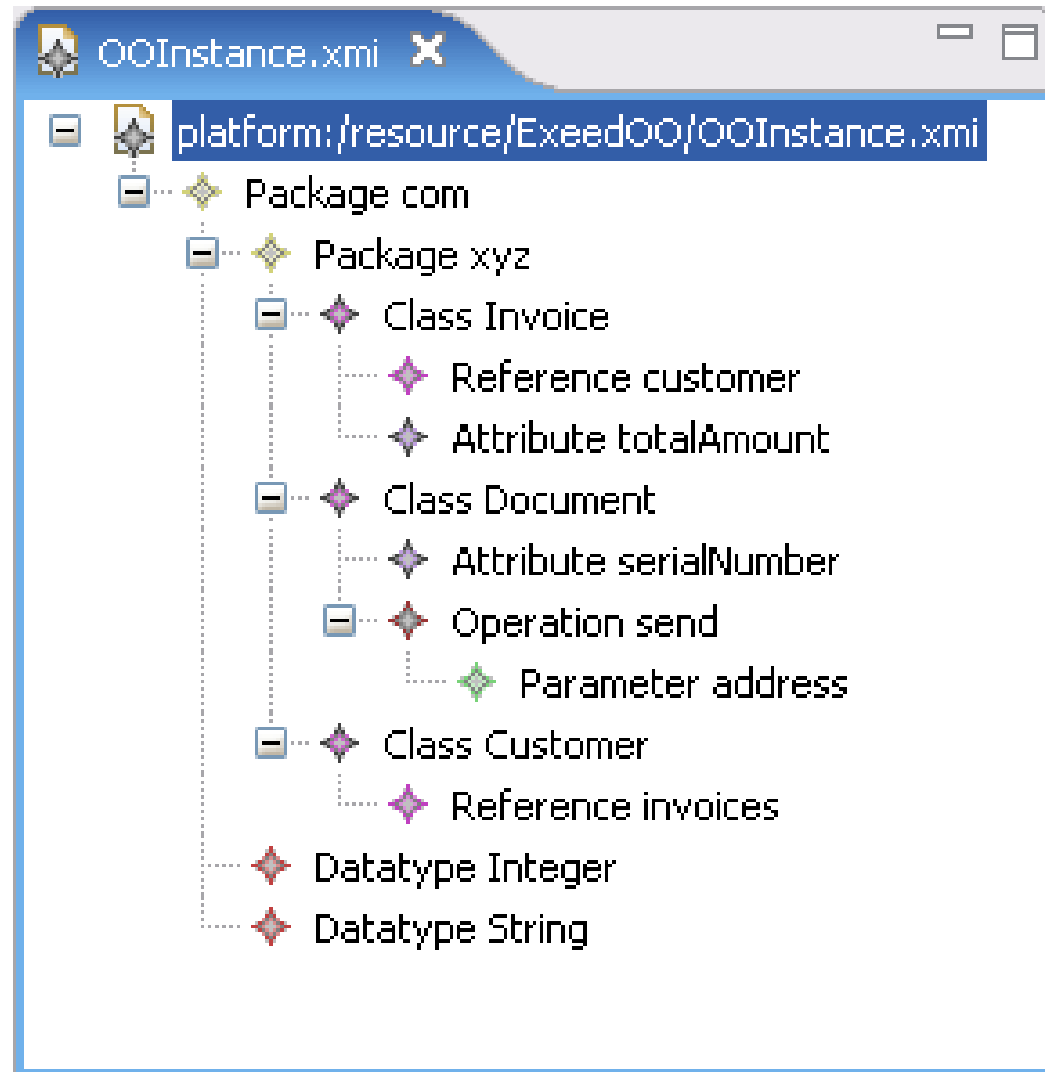 OOInstance.xmi
platform:/resource/ExeedOO/OOInstance.xmi
Package com
Package xyz
Class Invoice
Reference customer
Attribute totalAmount
Class Document
Attribute serialNumber
Operation send
Parameter address
Class Customer
Reference invoices
Datatype Integer
Datatype String